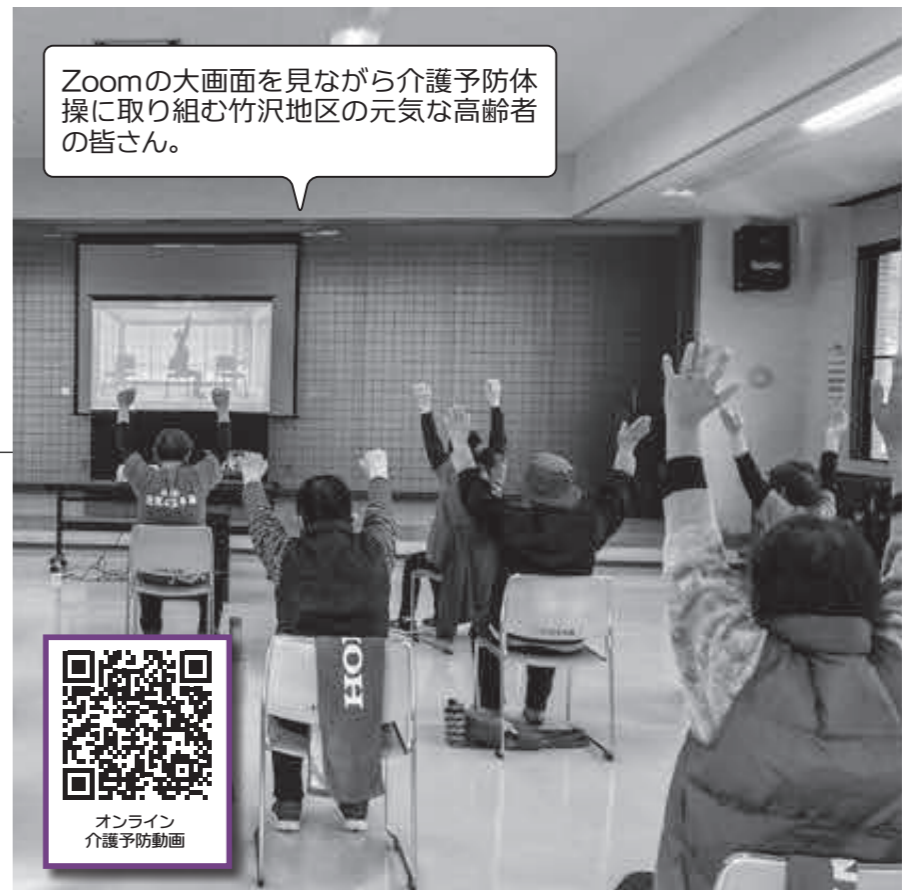 Zoomの大画面を見ながら介護予防体
操に取り組む竹沢地区の元気な高齢者
の皆さん。
HOH
オンライン
介護予防動画